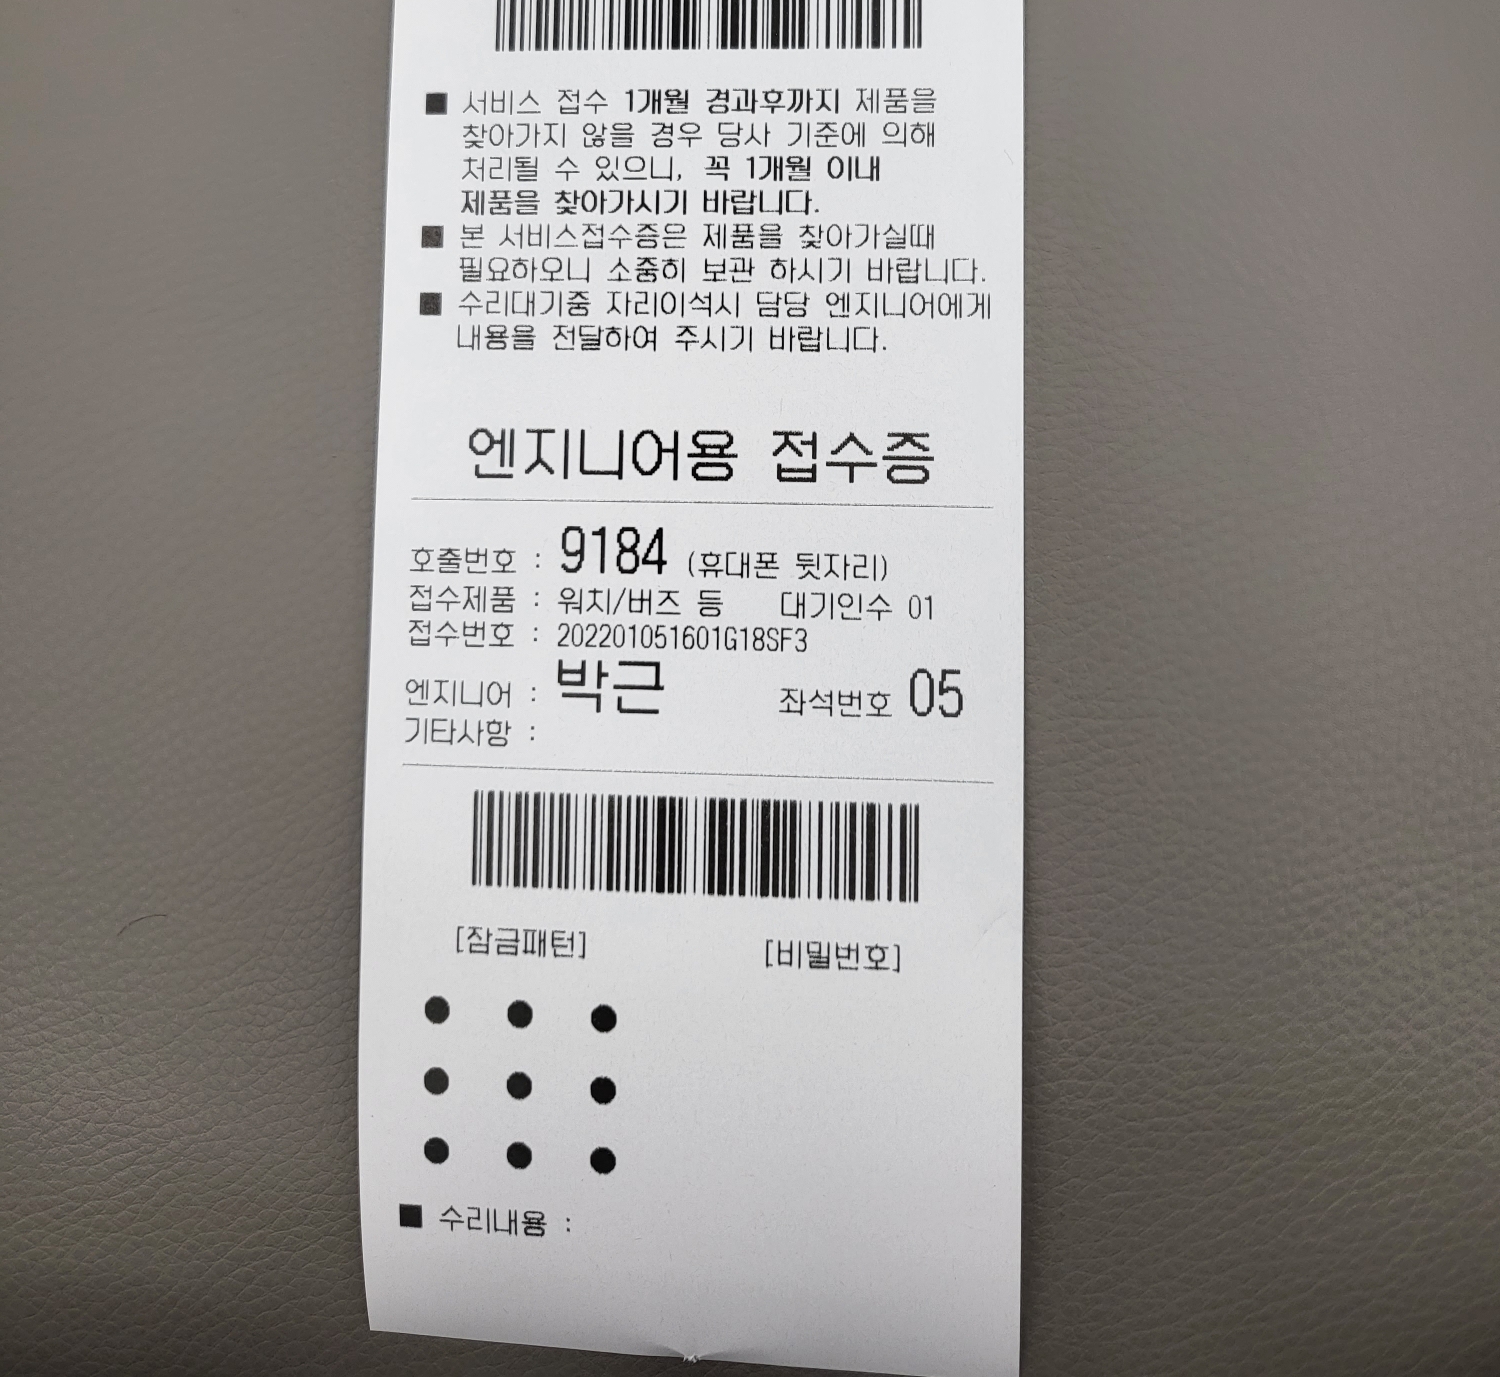 ■ 서비스 접수 1개월 경과후까지 제품을
찾아가지 않을 경우 당사 기준에 의해
처리될 수 있으니, 꼭 1개월 이내
제품을 찾아가시기 바랍니다.
■ 본 서비스접수증은 제품을 찾아가실때
필요하오니 소중히 보관 하시기 바랍니다.
■ 수리대기중 자리이석시 담당 엔지니어에게
내용을 전달하여 주시기 바랍니다.
엔지니어용 접수증
호출번호 : 9184 (휴대폰 뒷자리)
접수제품 : 워치/버즈 등 대기인수 01
접수번호 : 202201051601G18SF3
엔지니어 : 박근 좌석번호 05
기타사항 :
[잠금패턴] [비밀번호]
■ 수리내용 :